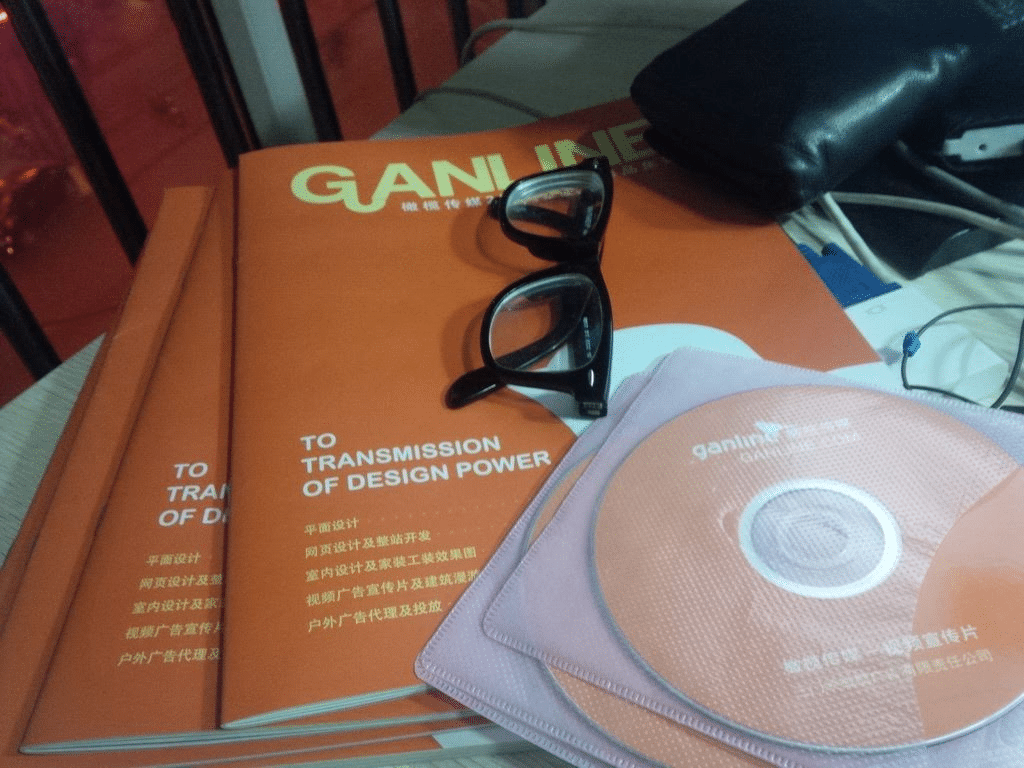 GANLINE
橄榄传媒
TO
TRANSMISSION
OF DESIGN POWER
平面设计
网页设计及整站开发
室内设计及家装工装效果图
视频广告宣传片及建筑漫游
户外广告代理及投放
TO
TRAN
OF D
平面设计
网页设计及整
室内设计及家
视频广告宣传片
户外广告代理及
ganline
GANLINE.COM
橄榄传媒 — 视频宣传片
有限责任公司